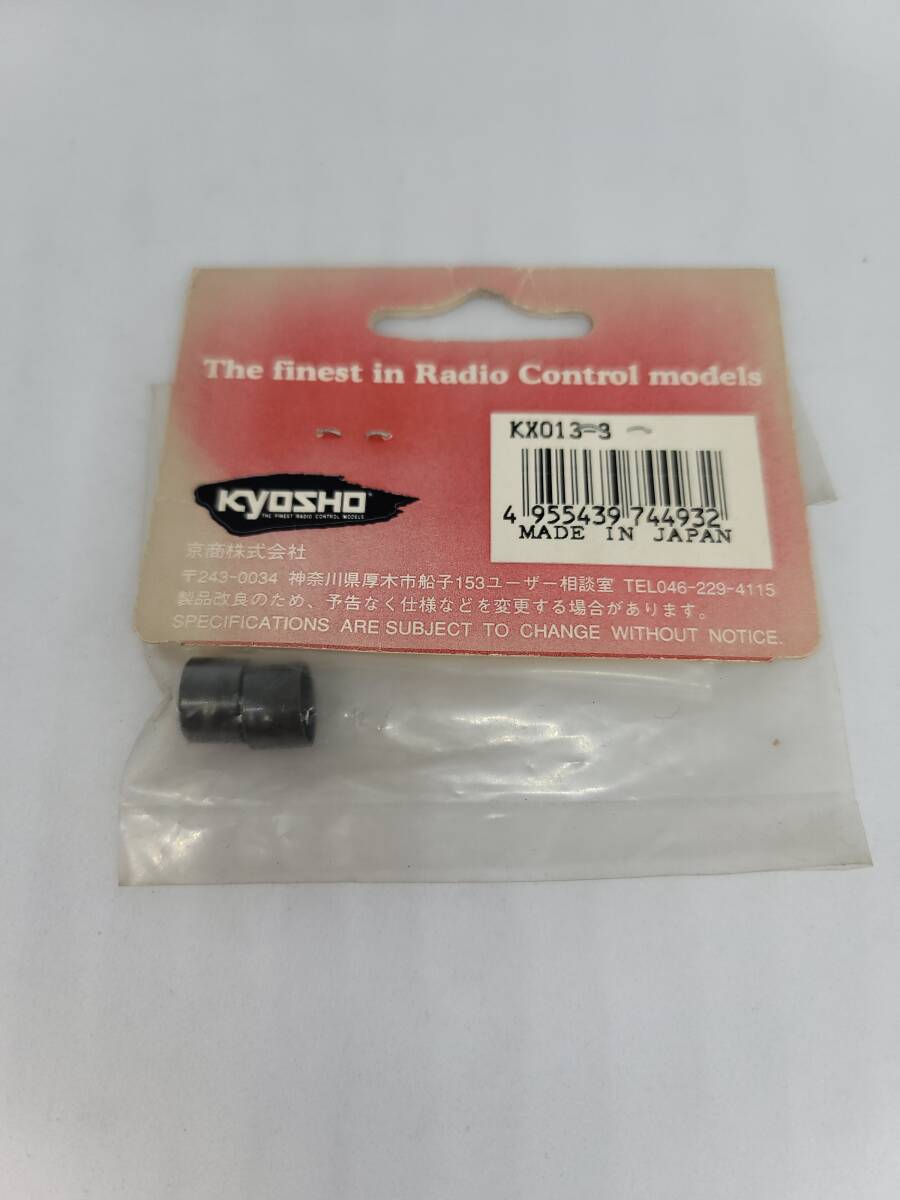 The finest in Radio Control models
KX013-3
4 955439 744932
MADE IN JAPAN
KYOSHO
THE FINEST RADIO CONTROL MODELS
京商株式会社
〒243-0034 神奈川県厚木市船子153ユーザー相談室 TEL046-229-4115
製品改良のため、予告なく仕様などを変更する場合があります。
SPECIFICATIONS ARE SUBJECT TO CHANGE WITHOUT NOTICE.